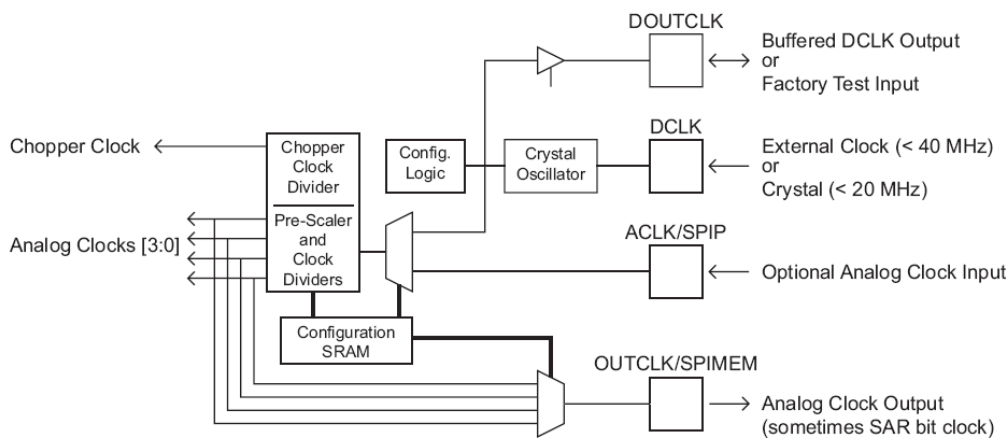 DOUTCLK
Buffered DCLK Output
or
Factory Test Input
DCLK
External Clock (< 40 MHz)
or
Crystal (< 20 MHz)
Config.
Logic
Crystal
Oscillator
Chopper Clock
Chopper
Clock
Divider
Pre-Scaler
and
Clock
Dividers
Analog Clocks [3:0]
ACLK/SPIP
Optional Analog Clock Input
Configuration
SRAM
OUTCLK/SPIMEM
Analog Clock Output
(sometimes SAR bit clock)